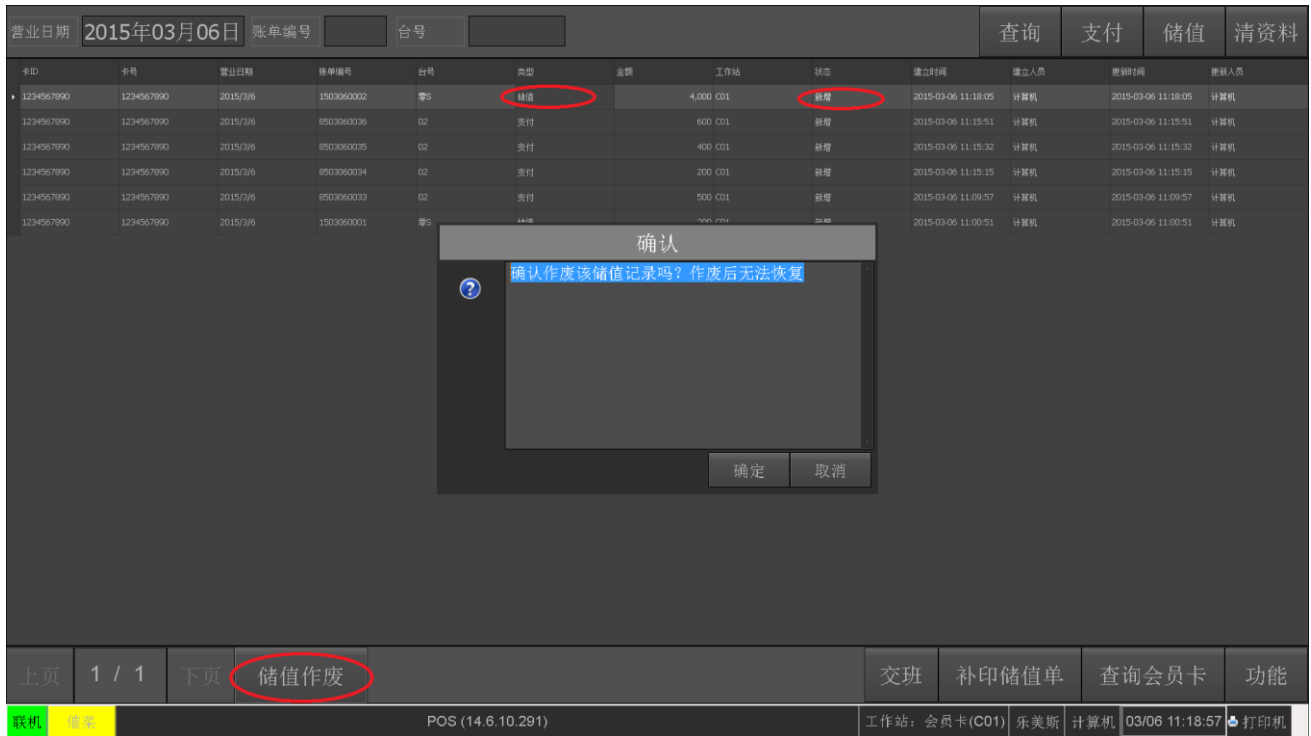 营业日期 2015年03月06日 账单编号 台号 查询 支付 储值 清资料
卡ID 卡号 营业日期 账单编号 台号 类型 金额 工作站 状态 建立时间 建立人员 更新时间 更新人员
1234567890 1234567890 2015/3/6 1503060002 零S 储值 4,000 C01 新增 2015-03-06 11:18:05 计算机 2015-03-06 11:18:05 计算机
1234567890 1234567890 2015/3/6 8503060036 02 支付 600 C01 新增 2015-03-06 11:15:51 计算机 2015-03-06 11:15:51 计算机
1234567890 1234567890 2015/3/6 8503060035 02 支付 400 C01 新增 2015-03-06 11:15:32 计算机 2015-03-06 11:15:32 计算机
1234567890 1234567890 2015/3/6 8503060034 02 支付 200 C01 新增 2015-03-06 11:15:15 计算机 2015-03-06 11:15:15 计算机
1234567890 1234567890 2015/3/6 8503060033 02 支付 500 C01 新增 2015-03-06 11:09:57 计算机 2015-03-06 11:09:57 计算机
1234567890 1234567890 2015/3/6 1503060001 零S 储值 200 C01 新增 2015-03-06 11:00:51 计算机 2015-03-06 11:00:51 计算机
确认
确认作废该储值记录吗？作废后无法恢复
确定 取消
上页 1 / 1 下页 储值作废 交班 补印储值单 查询会员卡 功能
联机 催菜 POS (14.6.10.291) 工作站：会员卡(C01) 乐美斯 计算机 03/06 11:18:57 打印机